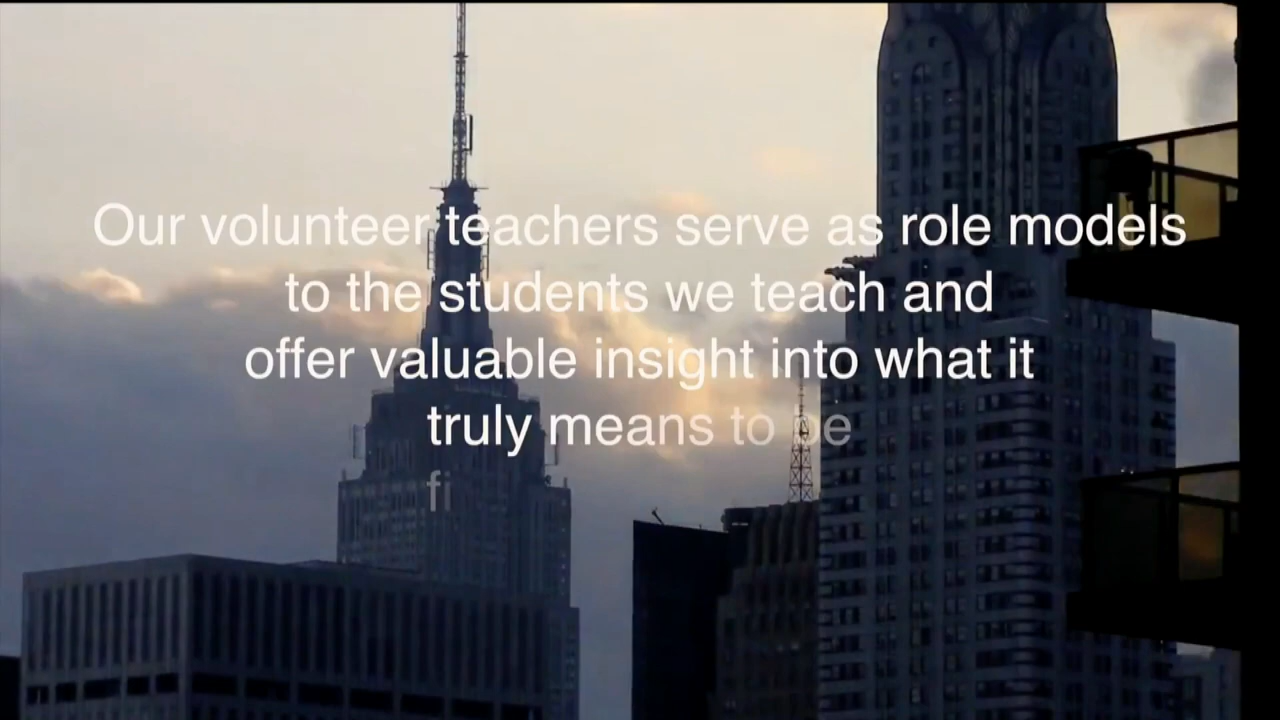 Our volunteer teachers serve as role models
to the students we teach and
offer valuable insight into what it
truly means to be
fi